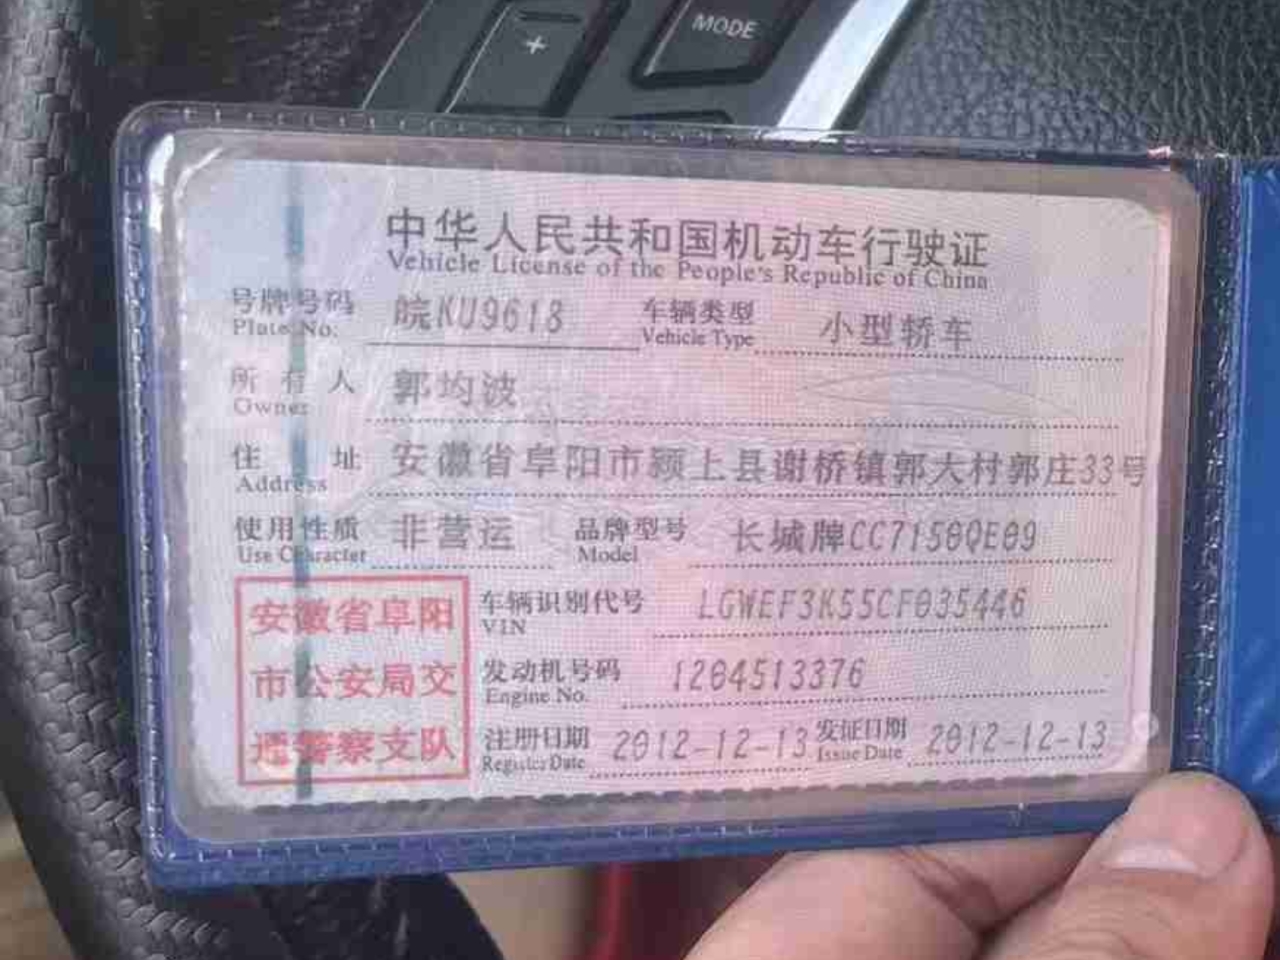 +
MODE
中华人民共和国机动车行驶证
Vehicle License of the People's Republic of China
号牌号码 皖KU9618 车辆类型 小型轿车
Plate No. Vehicle Type
所有人 郭均波
Owner
住址 安徽省阜阳市颍上县谢桥镇郭大村郭庄33号
Address
使用性质 非营运 品牌型号 长城牌CC7150QE09
Use Character Model
安徽省阜阳
市公安局交
通警察支队
车辆识别代号 LGWEF3K55CF035446
VIN
发动机号码 1204513376
Engine No.
注册日期 2012-12-13 发证日期 2012-12-13
Register Date Issue Date